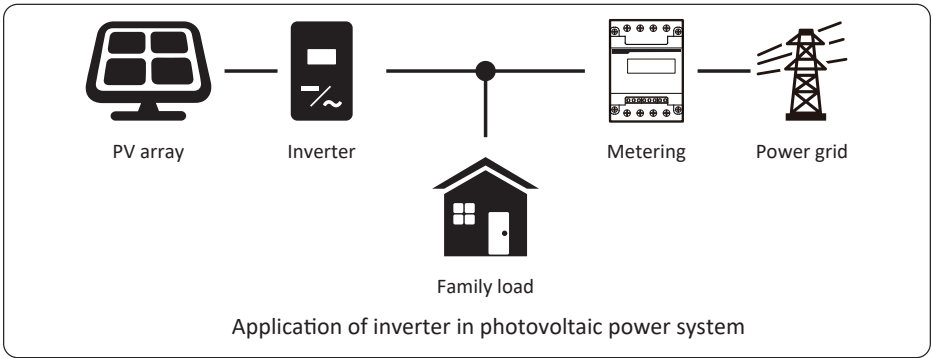 PV array
Inverter
Metering
Power grid
Family load
Application of inverter in photovoltaic power system